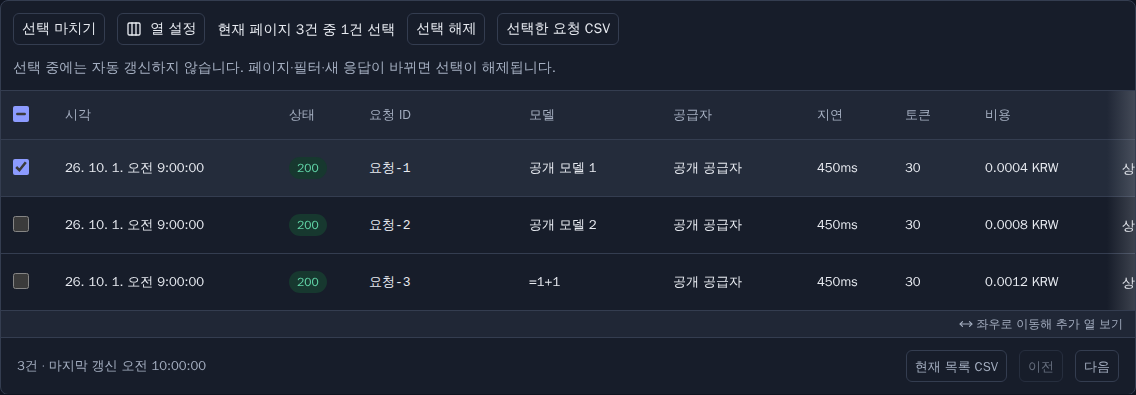 선택 마치기 열 설정 현재 페이지 3건 중 1건 선택 선택 해제 선택한 요청 CSV
선택 중에는 자동 갱신하지 않습니다. 페이지·필터·새 응답이 바뀌면 선택이 해제됩니다.
시각 상태 요청 ID 모델 공급자 지연 토큰 비용
26. 10. 1. 오전 9:00:00 200 요청-1 공개 모델 1 공개 공급자 450ms 30 0.0004 KRW 상
26. 10. 1. 오전 9:00:00 200 요청-2 공개 모델 2 공개 공급자 450ms 30 0.0008 KRW 상
26. 10. 1. 오전 9:00:00 200 요청-3 =1+1 공개 공급자 450ms 30 0.0012 KRW 상
↔ 좌우로 이동해 추가 열 보기
3건 · 마지막 갱신 오전 10:00:00 현재 목록 CSV 이전 다음